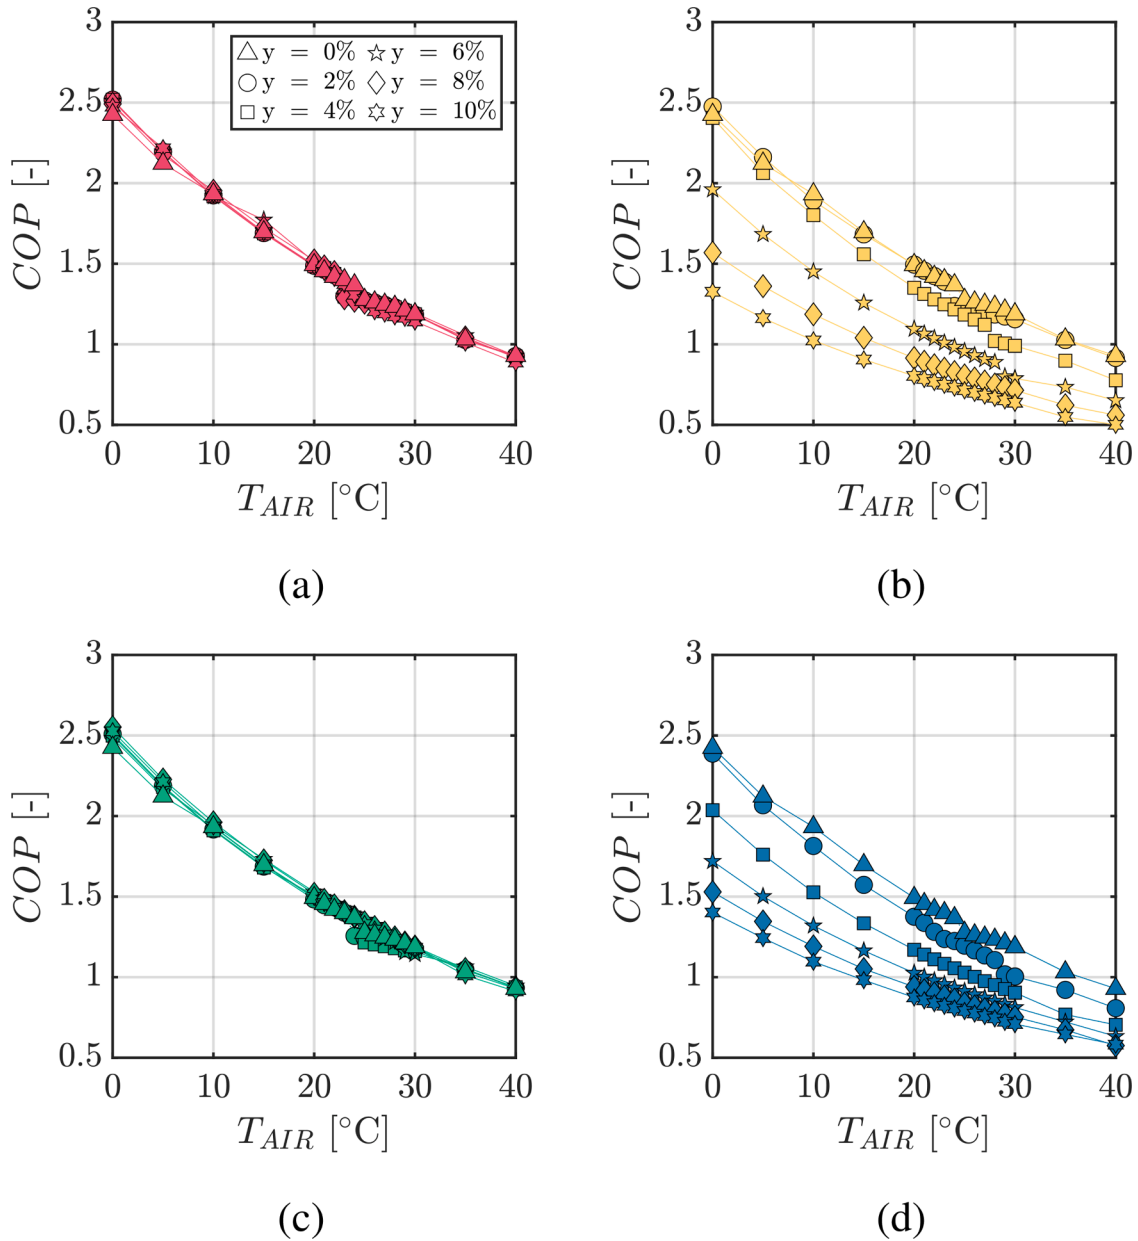 3
2.5
2
1.5
1
0.5
COP [-]
y = 0% y = 6%
y = 2% y = 8%
y = 4% y = 10%
0 10 20 30 40
T_AIR [°C]
(a)
3
2.5
2
1.5
1
0.5
COP [-]
0 10 20 30 40
T_AIR [°C]
(b)
3
2.5
2
1.5
1
0.5
COP [-]
0 10 20 30 40
T_AIR [°C]
(c)
3
2.5
2
1.5
1
0.5
COP [-]
0 10 20 30 40
T_AIR [°C]
(d)